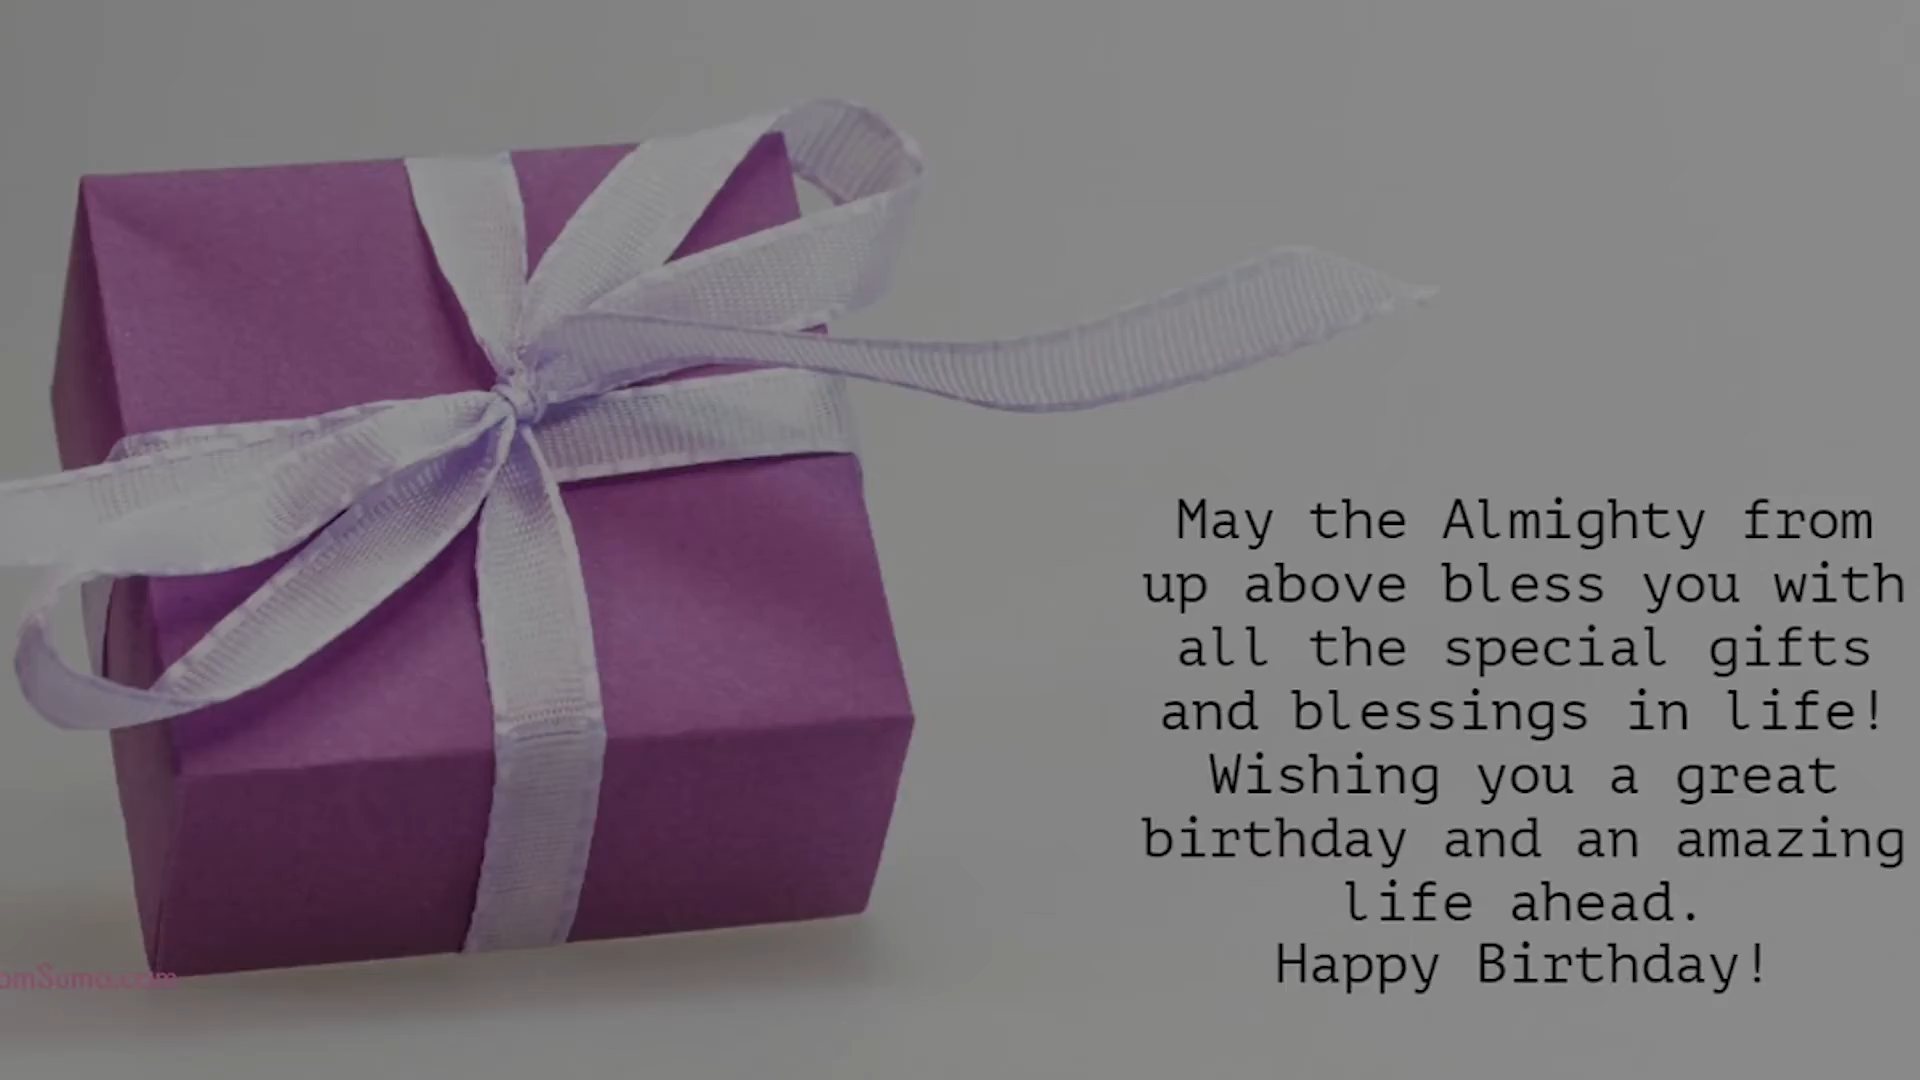 May the Almighty from
up above bless you with
all the special gifts
and blessings in life!
Wishing you a great
birthday and an amazing
life ahead.
Happy Birthday!